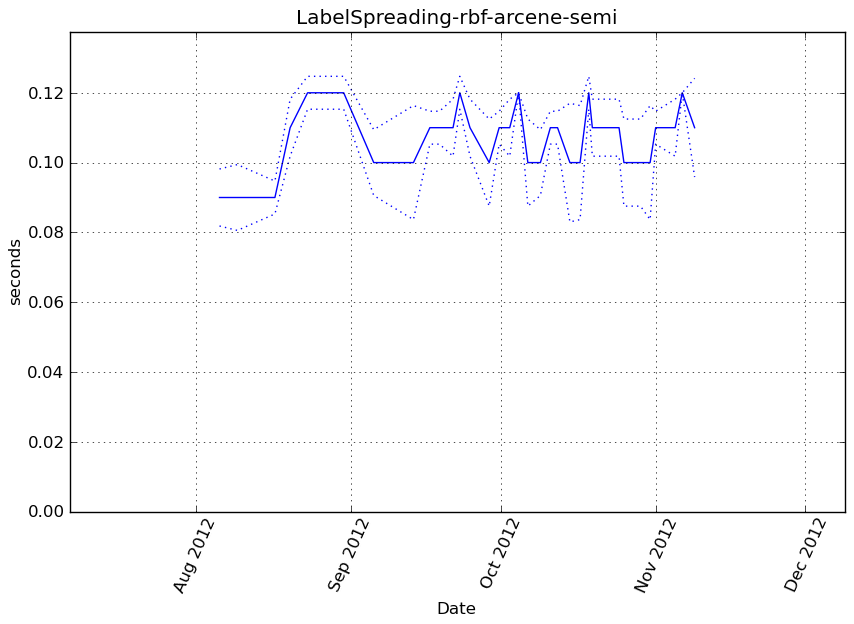 LabelSpreading-rbf-arcene-semi
0.12
0.10
0.08
0.06
0.04
0.02
0.00
seconds
Aug 2012
Sep 2012
Oct 2012
Nov 2012
Dec 2012
Date